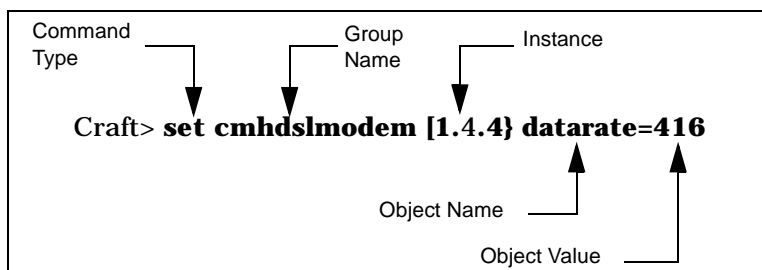 Command
Type
Group
Name
Instance
Craft> set cmhdslmodem [1.4.4} datarate=416
Object Name
Object Value